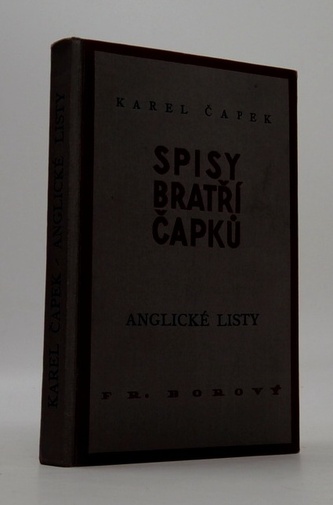 KAREL ČAPEK
SPISY
BRATŘÍ
ČAPKŮ
ANGLICKÉ LISTY
FR. BOROVÝ
KAREL ČAPEK · ANGLICKÉ LISTY